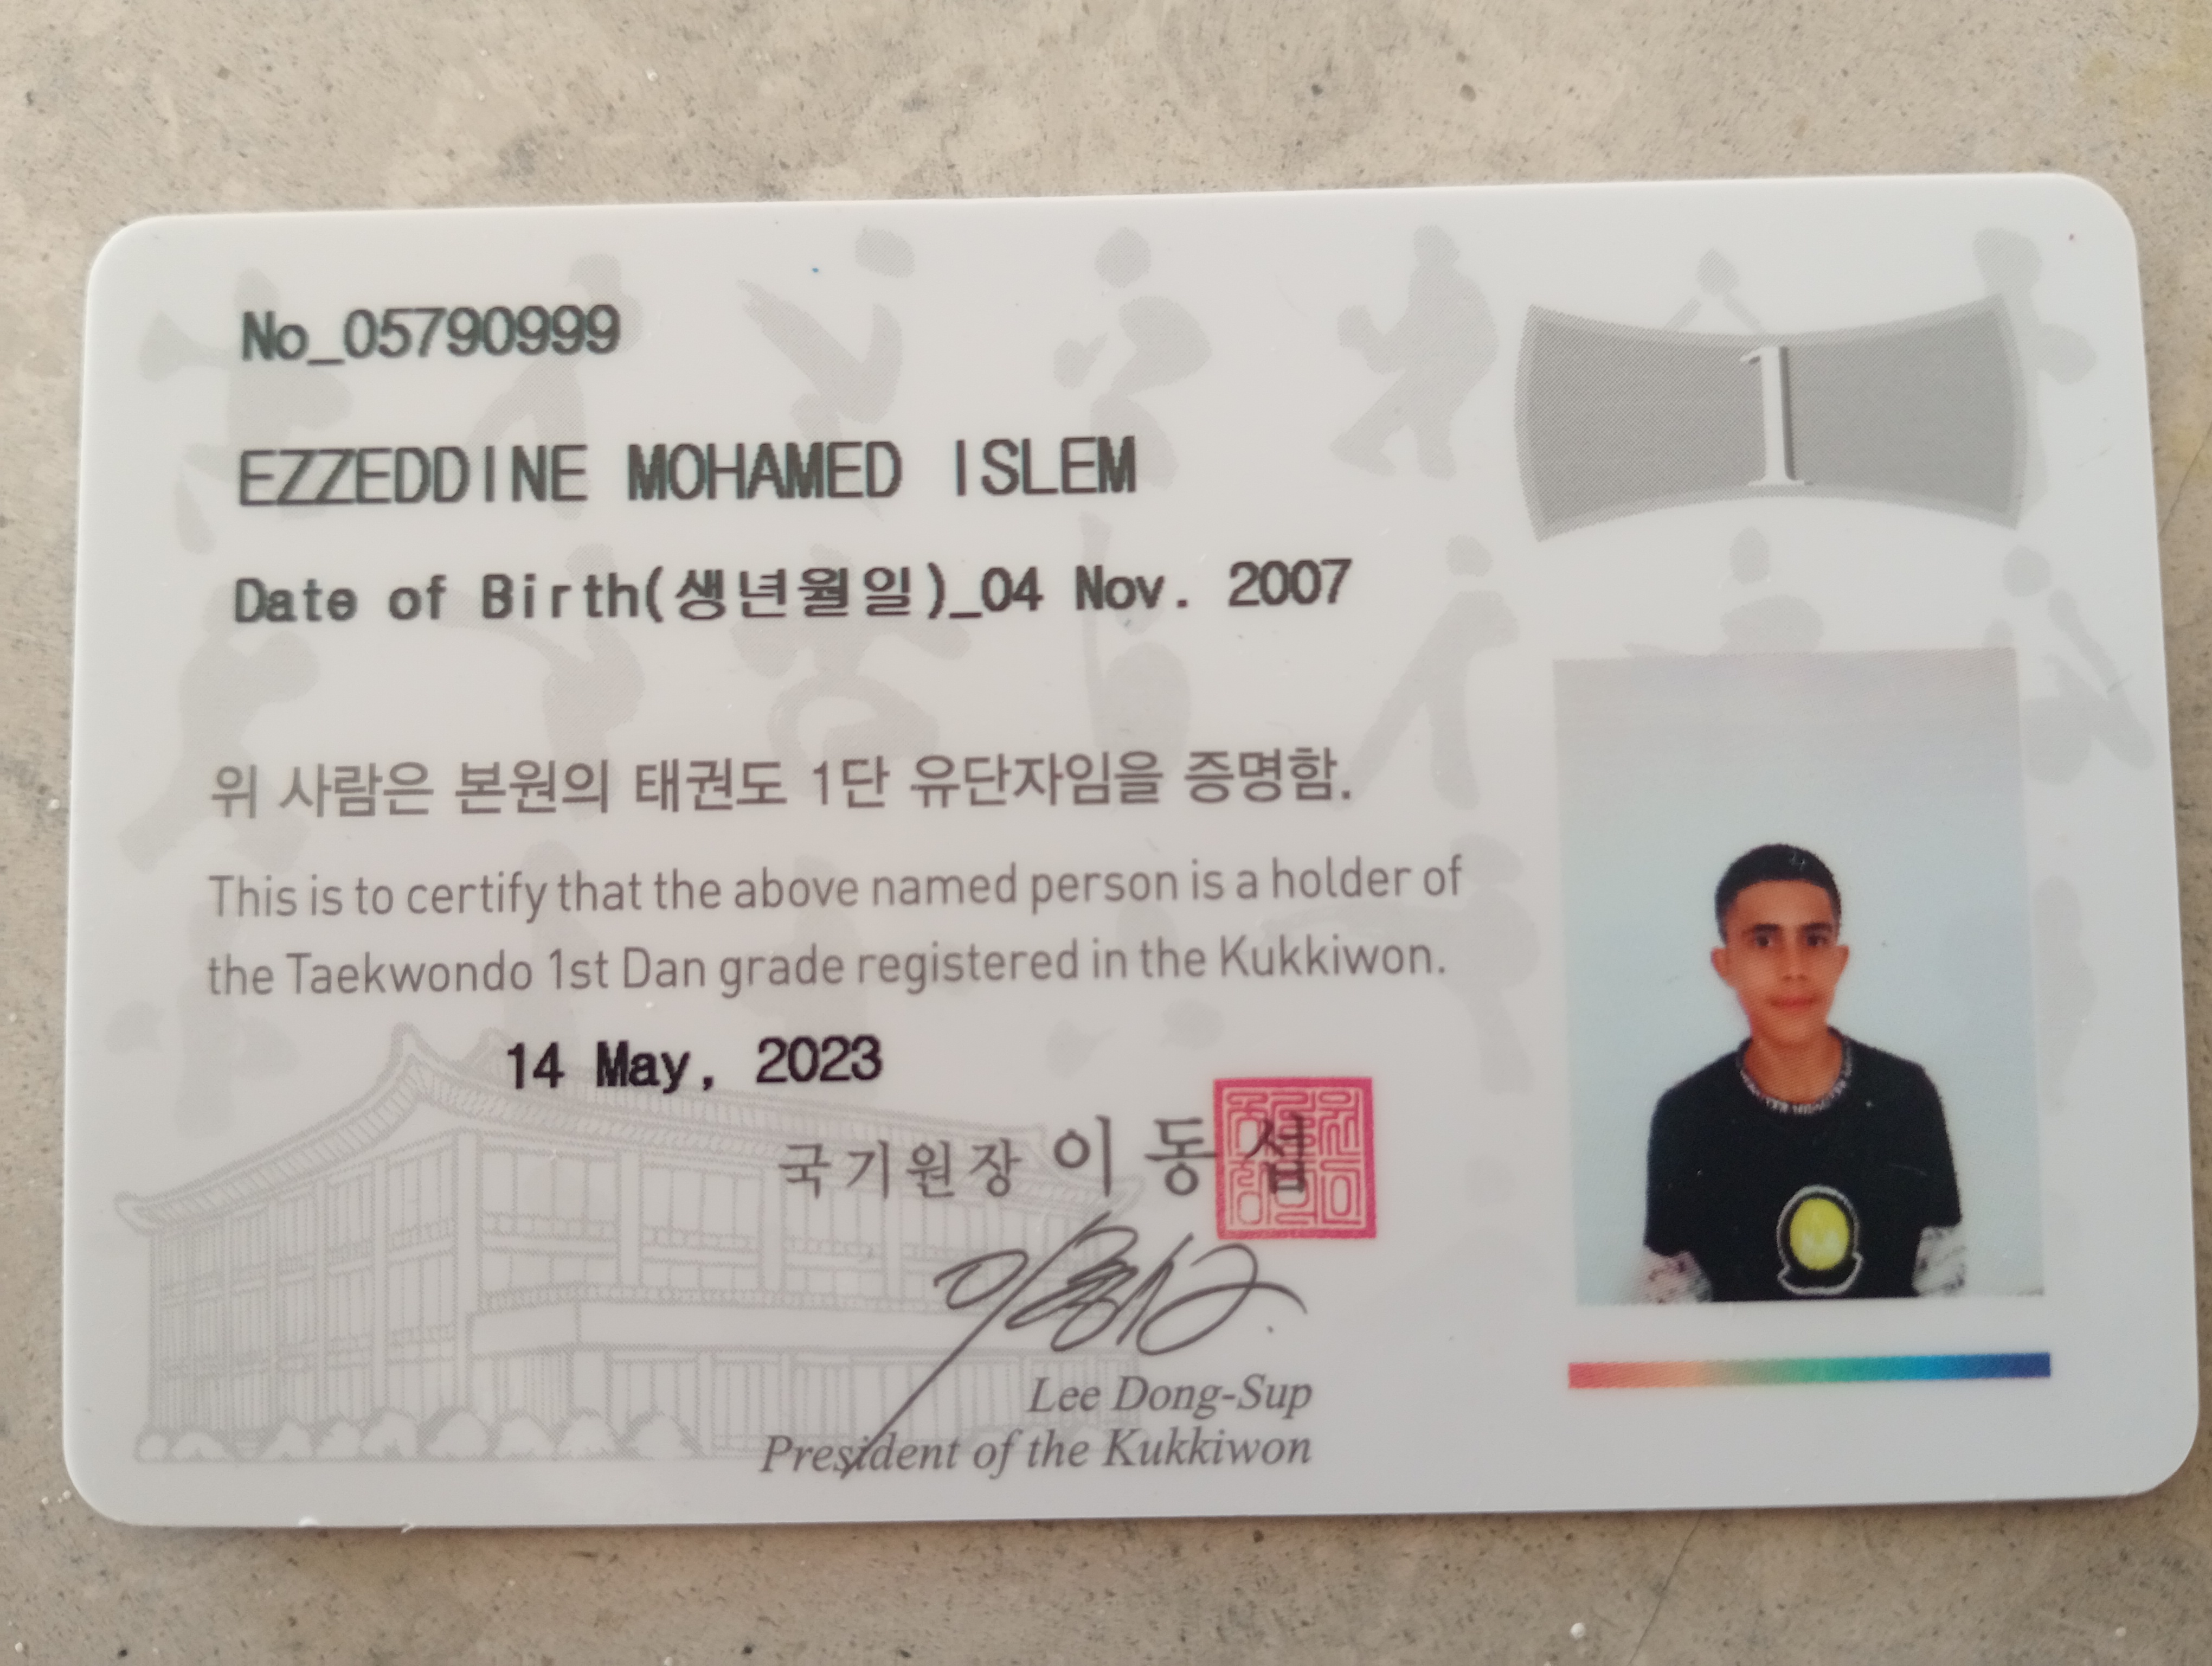 No_05790999
1
EZZEDDINE MOHAMED ISLEM
Date of Birth(생년월일)_04 Nov. 2007
위 사람은 본원의 태권도 1단 유단자임을 증명함.
This is to certify that the above named person is a holder of
the Taekwondo 1st Dan grade registered in the Kukkiwon.
14 May, 2023
국기원장 이동섭
Lee Dong-Sup
President of the Kukkiwon